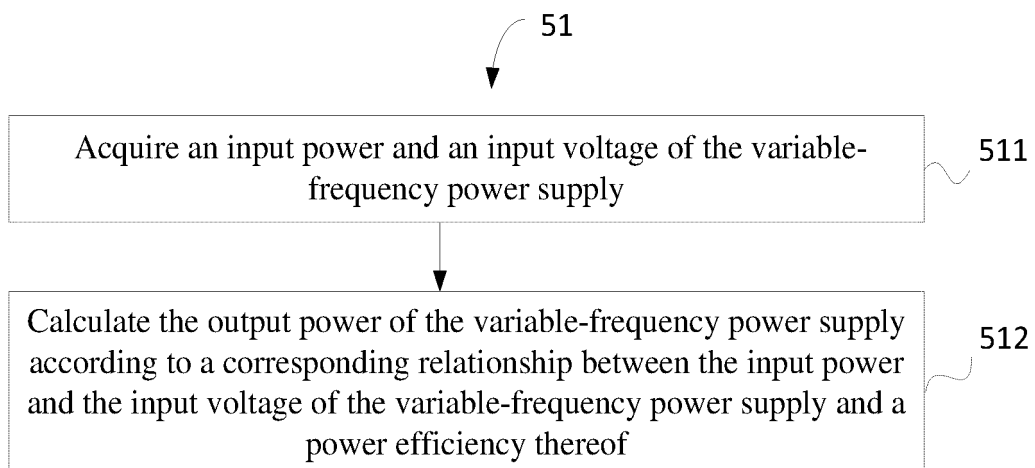 51
Acquire an input power and an input voltage of the variable-
frequency power supply
511
Calculate the output power of the variable-frequency power supply
according to a corresponding relationship between the input power
and the input voltage of the variable-frequency power supply and a
power efficiency thereof
512